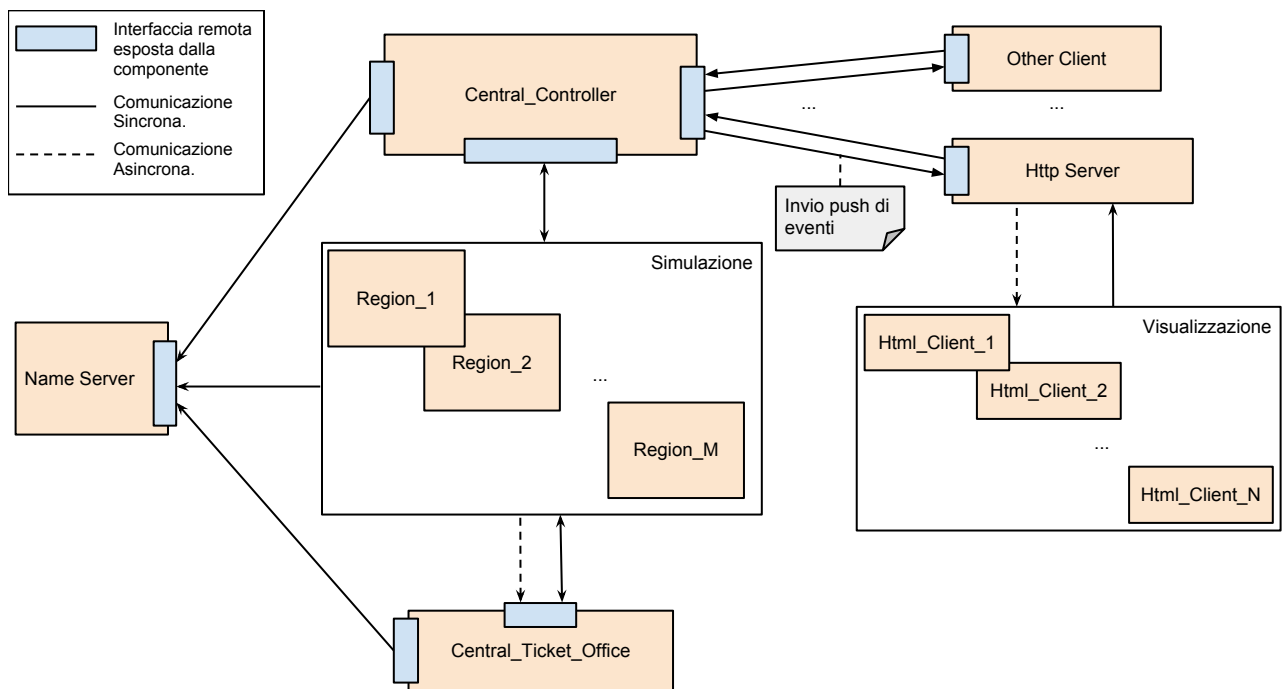 Interfaccia remota
esposta dalla
componente
Comunicazione
Sincrona.
Comunicazione
Asincrona.
Central_Controller
Other Client
...
...
Http Server
Invio push di
eventi
Simulazione
Region_1
Region_2
...
Region_M
Name Server
Visualizzazione
Html_Client_1
Html_Client_2
...
Html_Client_N
Central_Ticket_Office